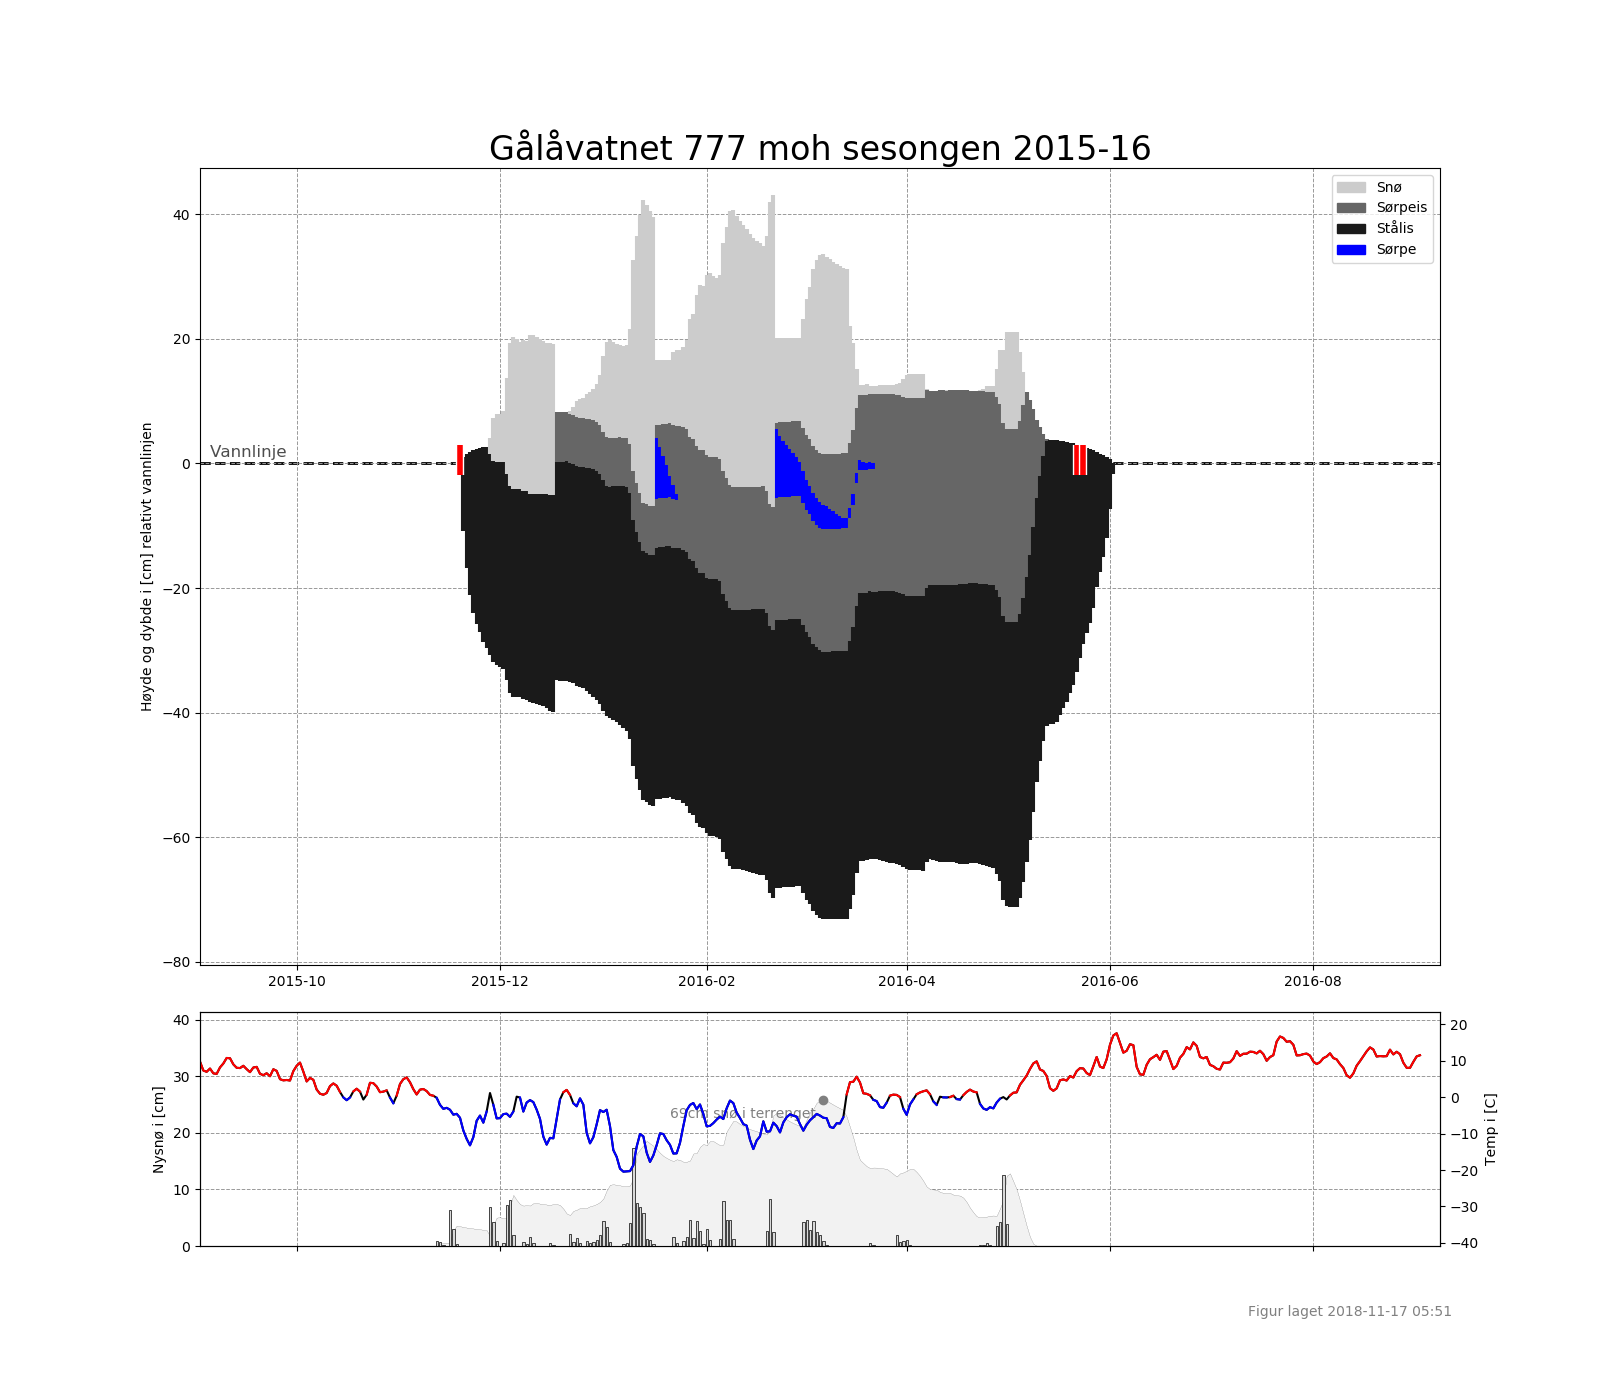 Gålåvatnet 777 moh sesongen 2015-16
Snø
Sørpeis
Stålis
Sørpe
Vannlinje
Høyde og dybde i [cm] relativt vannlinjen
40
20
0
−20
−40
−60
−80
2015-10 2015-12 2016-02 2016-04 2016-06 2016-08
Nysnø i [cm]
40
30
20
10
0
69cm snø i terrenget
20
10
0
−10
−20
−30
−40
Temp i [C]
Figur laget 2018-11-17 05:51